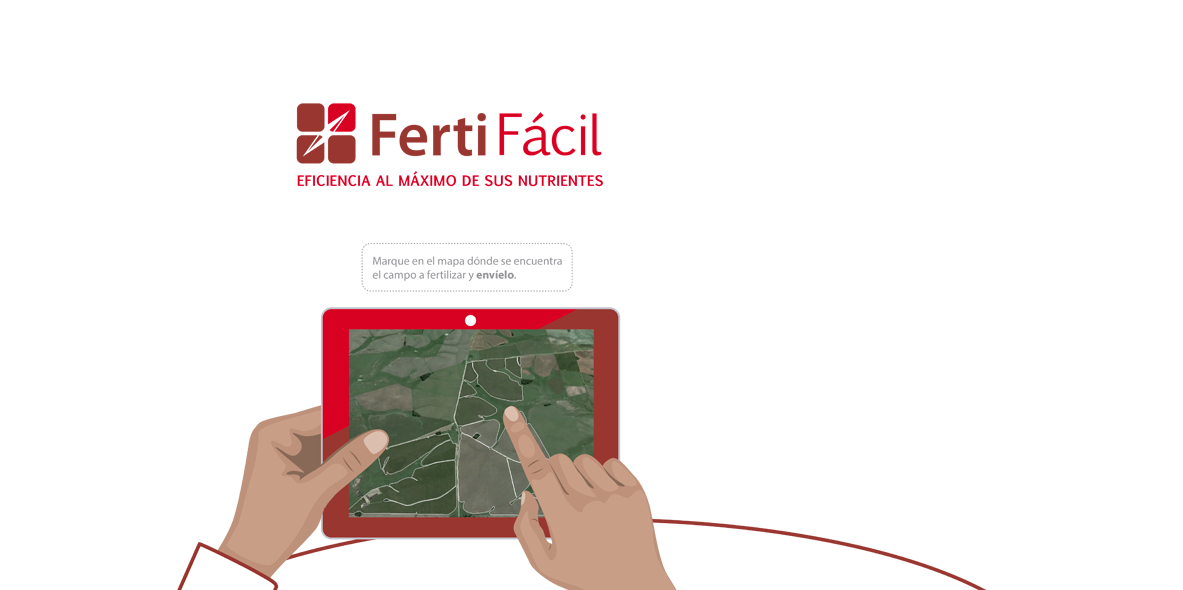 Ferti Fácil
EFICIENCIA AL MÁXIMO DE SUS NUTRIENTES
Marque en el mapa dónde se encuentra
el campo a fertilizar y envíelo.